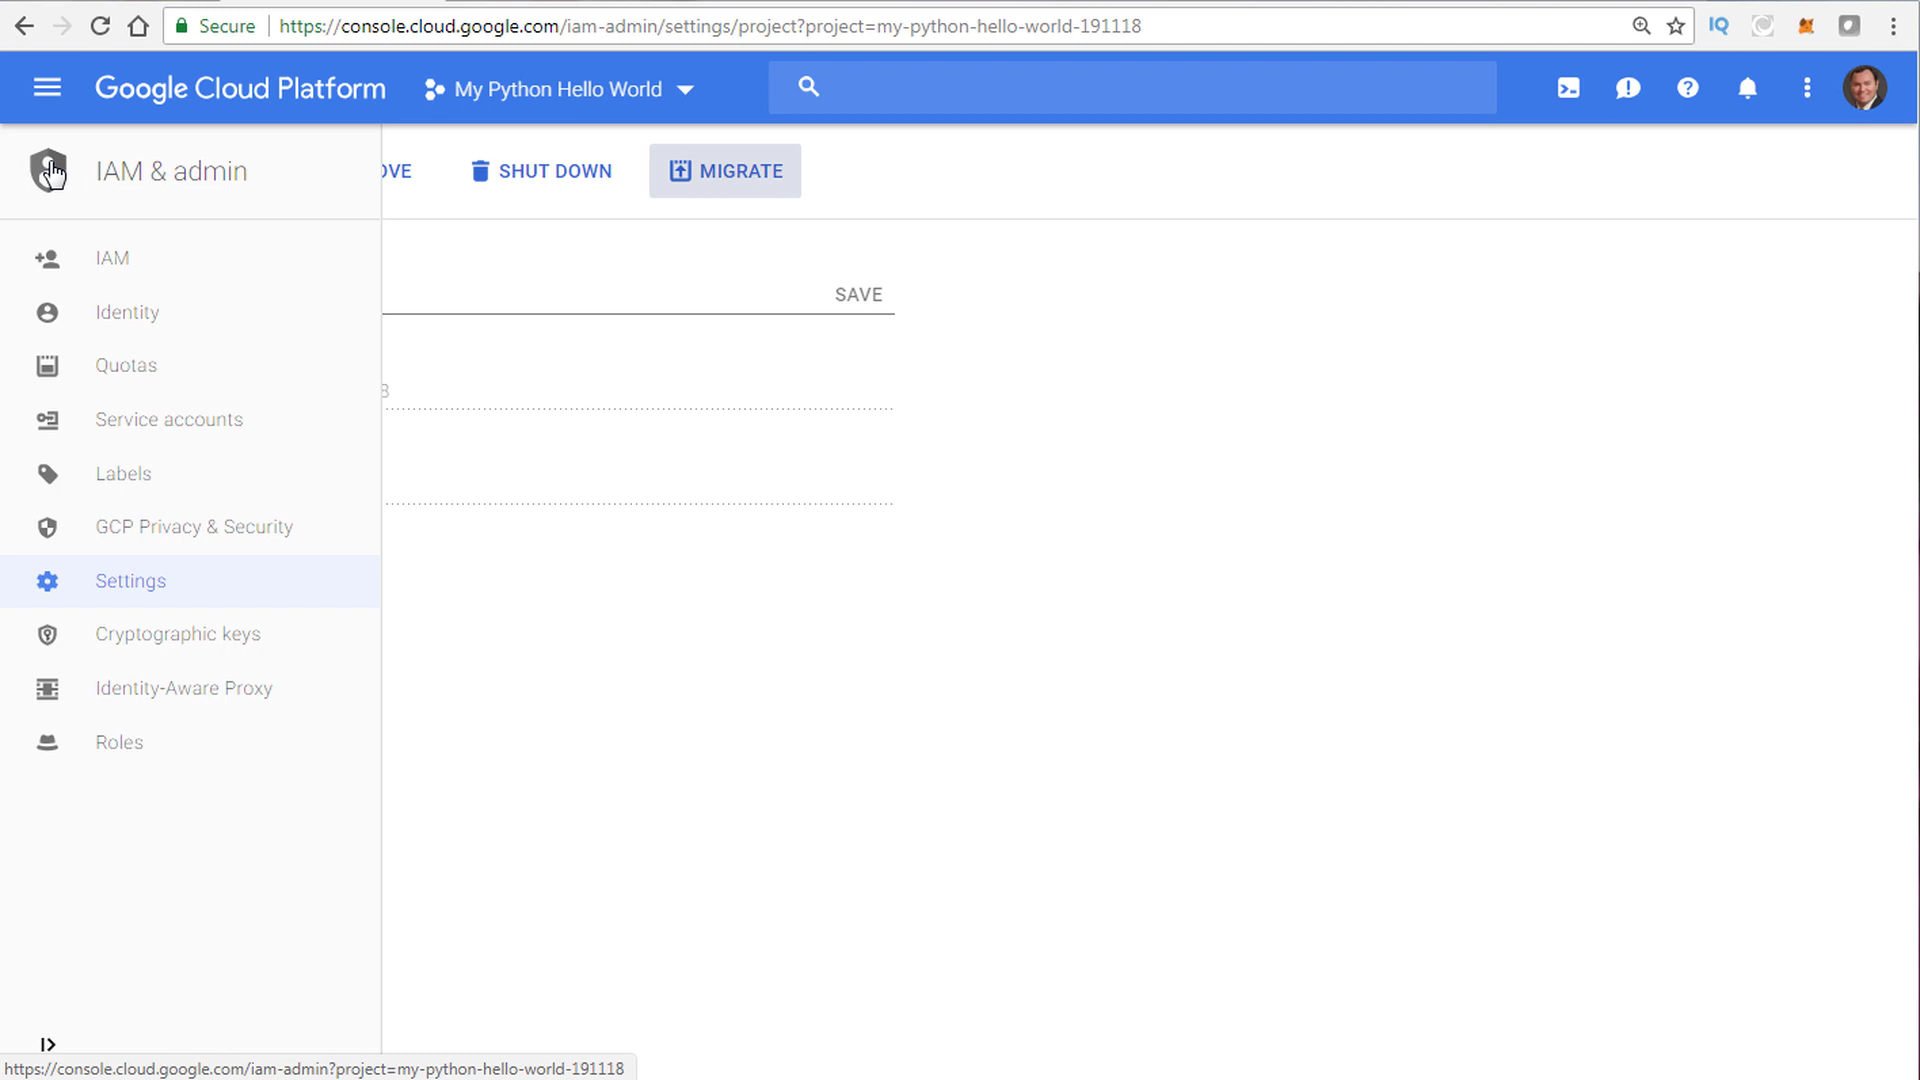 Secure https://console.cloud.google.com/iam-admin/settings/project?project=my-python-hello-world-191118
IQ
Google Cloud Platform My Python Hello World
IAM & admin OVE SHUT DOWN MIGRATE
IAM
SAVE
Identity
Quotas
Service accounts
Labels
GCP Privacy & Security
Settings
Cryptographic keys
Identity-Aware Proxy
Roles
https://console.cloud.google.com/iam-admin?project=my-python-hello-world-191118